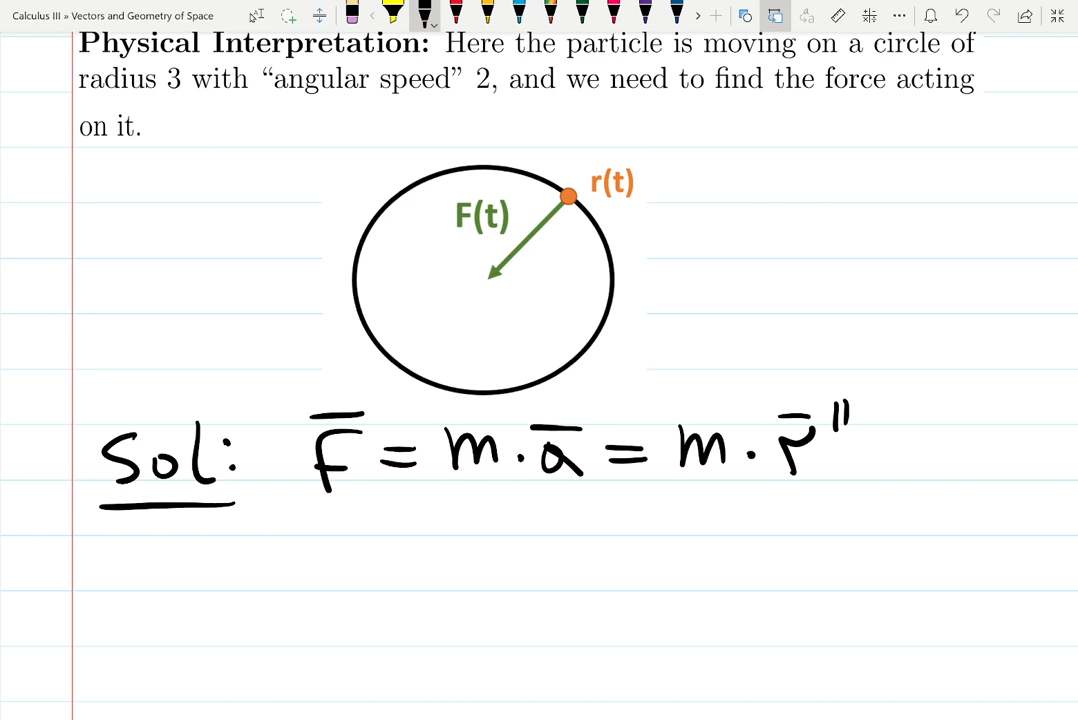 Calculus III » Vectors and Geometry of Space
Physical Interpretation: Here the particle is moving on a circle of
radius 3 with “angular speed” 2, and we need to find the force acting
on it.
r(t)
F(t)
Sol: F̅ = m · a̅ = m · r̅ ''